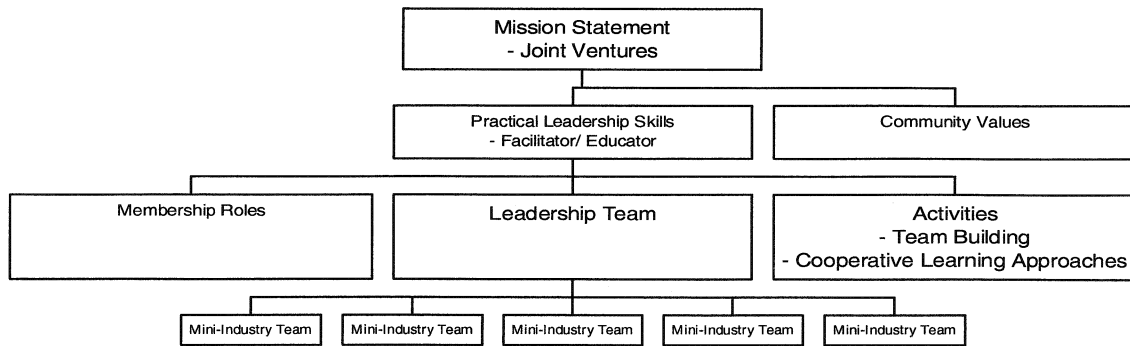 Mission Statement
- Joint Ventures
Practical Leadership Skills
- Facilitator/ Educator
Community Values
Membership Roles
Leadership Team
Activities
- Team Building
- Cooperative Learning Approaches
Mini-Industry Team
Mini-Industry Team
Mini-Industry Team
Mini-Industry Team
Mini-Industry Team